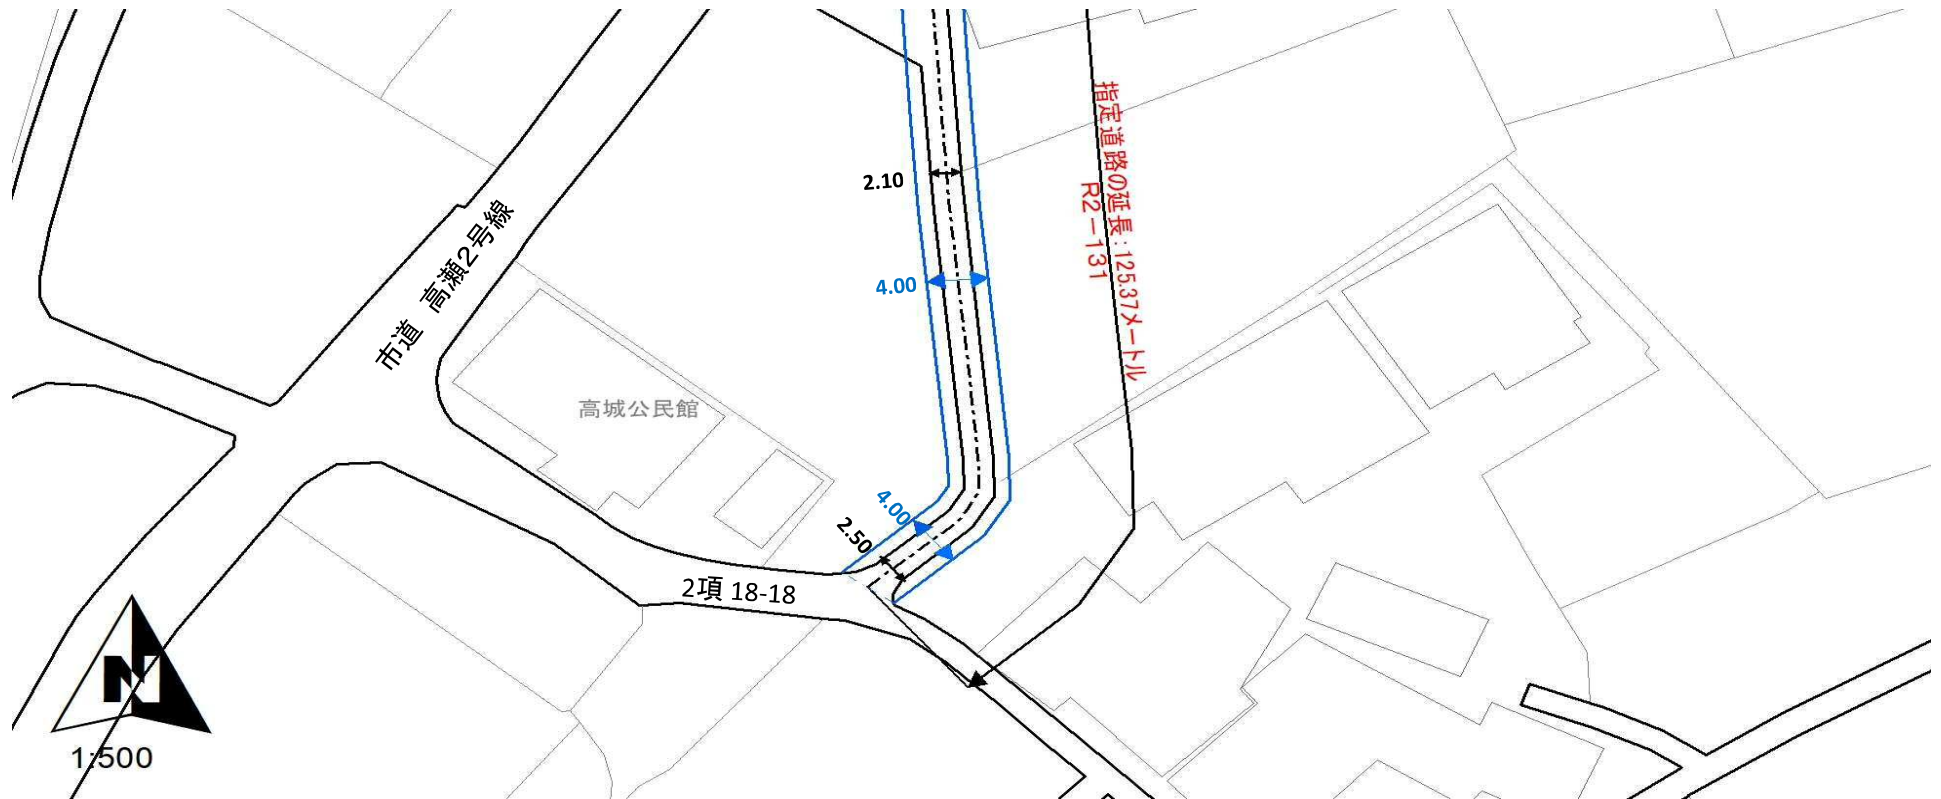 指定道路の延長:125.37メートル
R2-131
2.10
市道 高瀬2号線
4.00
高城公民館
4.00
2.50
2項 18-18
N
1:500